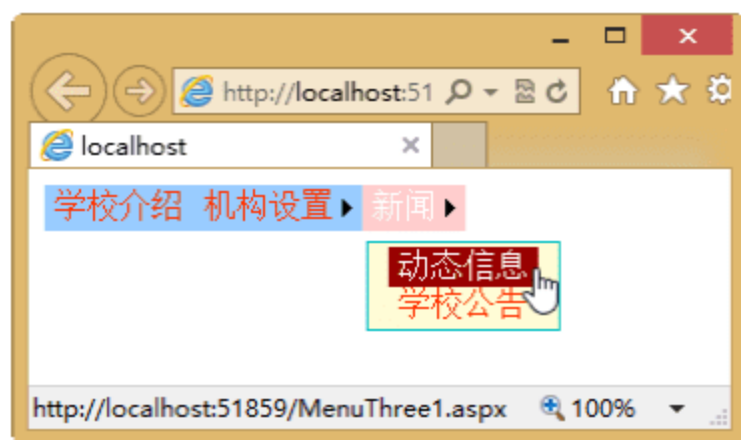 http://localhost:51
localhost
学校介绍 机构设置 新闻
动态信息
学校公告
http://localhost:51859/MenuThree1.aspx 100%